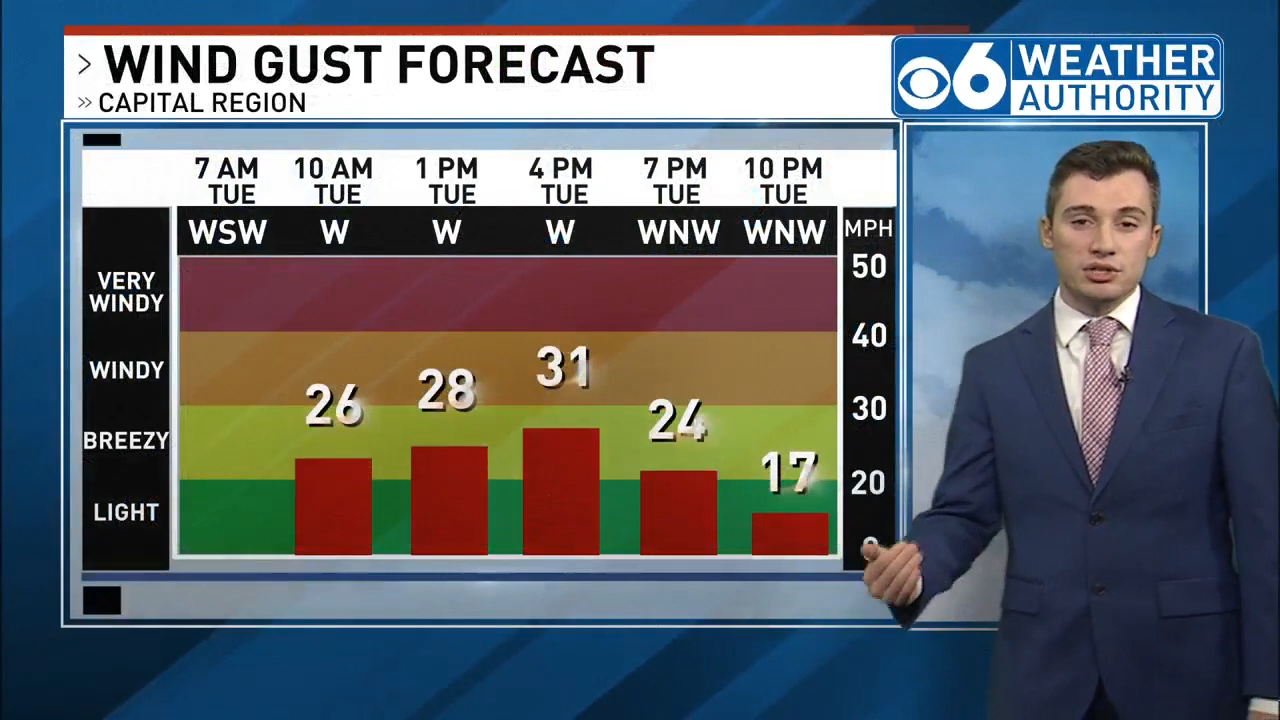 > WIND GUST FORECAST
» CAPITAL REGION
6 WEATHER
AUTHORITY
7 AM 10 AM 1 PM 4 PM 7 PM 10 PM
TUE TUE TUE TUE TUE TUE
WSW W W W WNW WNW MPH
VERY
WINDY
WINDY
BREEZY
LIGHT
26 28 31 24 17
50
40
30
20